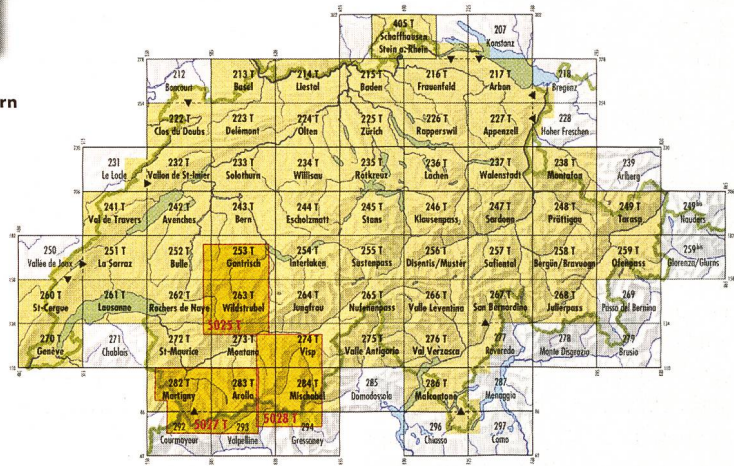 405 T
Schaffhausen
Stein a. Rhein
207
Konstanz
rn
212
Boncourt
213 T
Basel
214 T
Liestal
215 T
Baden
216 T
Frauenfeld
217 T
Arbon
218
Bregenz
222 T
Clos du Doubs
223 T
Delémont
224 T
Olten
225 T
Zürich
226 T
Rapperswil
227 T
Appenzell
228
Hoher Freschen
231
Le Locle
232 T
Vallon de St-Imier
233 T
Solothurn
234 T
Willisau
235 T
Rotkreuz
236 T
Lachen
237 T
Walenstadt
238 T
Montafon
239
Arlberg
241 T
Val de Travers
242 T
Avenches
243 T
Bern
244 T
Escholzmatt
245 T
Stans
246 T
Klausenpass
247 T
Sardona
248 T
Prättigau
249 T
Tarasp
249 bis
Nauders
250
Vallée de Joux
251 T
La Sarraz
252 T
Bulle
253 T
Gantrisch
254 T
Interlaken
255 T
Sustenpass
256 T
Disentis/Mustér
257 T
Safiental
258 T
Bergün/Bravuogn
259 T
Ofenpass
259 bis
Glorenza/Glurns
260 T
St-Cergue
261 T
Lausanne
262 T
Rochers de Naye
263 T
Wildstrubel
264 T
Jungfrau
265 T
Nufenenpass
266 T
Valle Leventina
267 T
San Bernardino
268 T
Julierpass
269
Passo del Bernina
5025 T
270 T
Genève
271
Chablais
272 T
St-Maurice
273 T
Montana
274 T
Visp
275 T
Valle Antigorio
276 T
Val Verzasca
277
Roveredo
278
Monte Disgrazia
279
Brusio
282 T
Martigny
283 T
Arolla
284 T
Mischabel
285
Domodossola
286 T
Malcantone
287
Menaggio
5027 T
5028 T
292
Courmayeur
293
Valpelline
294
Gressoney
296
Chiasso
297
Como